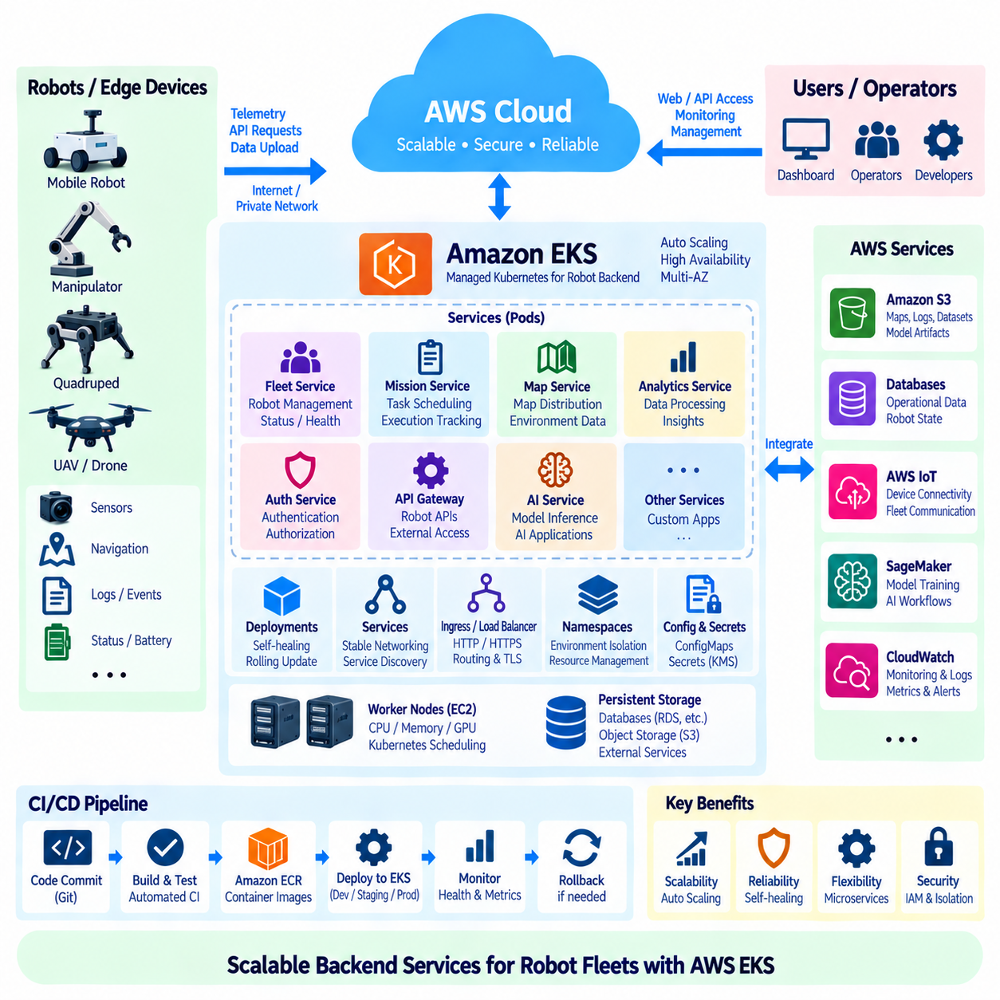 AWS Cloud
Scalable • Secure • Reliable
Robots / Edge Devices
Mobile Robot
Manipulator
Quadruped
UAV / Drone
Sensors
Navigation
Logs / Events
Status / Battery
• • •
Telemetry
API Requests
Data Upload
Internet /
Private Network
Web / API Access
Monitoring
Management
Users / Operators
Dashboard
Operators
Developers
K
Amazon EKS
Managed Kubernetes for Robot Backend
Auto Scaling
High Availability
Multi-AZ
Services (Pods)
Fleet Service
Robot Management
Status / Health
Mission Service
Task Scheduling
Execution Tracking
Map Service
Map Distribution
Environment Data
Analytics Service
Data Processing
Insights
Auth Service
Authentication
Authorization
API Gateway
Robot APIs
External Access
AI Service
Model Inference
AI Applications
• • •
Other Services
Custom Apps
...
Deployments
Self-healing
Rolling Update
Services
Stable Networking
Service Discovery
Ingress / Load Balancer
HTTP / HTTPS
Routing & TLS
Namespaces
Environment Isolation
Resource Management
Config & Secrets
ConfigMaps
Secrets (KMS)
Worker Nodes (EC2)
CPU / Memory / GPU
Kubernetes Scheduling
Persistent Storage
Databases (RDS, etc.)
Object Storage (S3)
External Services
Integrate
AWS Services
Amazon S3
Maps, Logs, Datasets
Model Artifacts
Databases
Operational Data
Robot State
AWS IoT
Device Connectivity
Fleet Communication
SageMaker
Model Training
AI Workflows
CloudWatch
Monitoring & Logs
Metrics & Alerts
• • •
CI/CD Pipeline
</>
Code Commit
(Git)
Build & Test
Automated CI
Amazon ECR
Container Images
Deploy to EKS
(Dev / Staging / Prod)
Monitor
Health & Metrics
Rollback
if needed
Key Benefits
Scalability
Auto Scaling
Reliability
Self-healing
Flexibility
Microservices
Security
IAM & Isolation
Scalable Backend Services for Robot Fleets with AWS EKS